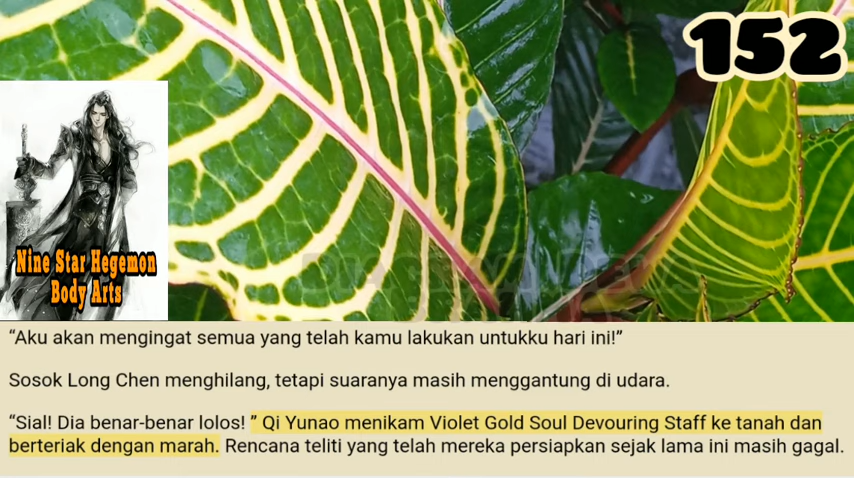 152
Nine Star Hegemon
Body Arts
“Aku akan mengingat semua yang telah kamu lakukan untukku hari ini!”
Sosok Long Chen menghilang, tetapi suaranya masih menggantung di udara.
“Sial! Dia benar-benar lolos! ” Qi Yunao menikam Violet Gold Soul Devouring Staff ke tanah dan
berteriak dengan marah. Rencana teliti yang telah mereka persiapkan sejak lama ini masih gagal.